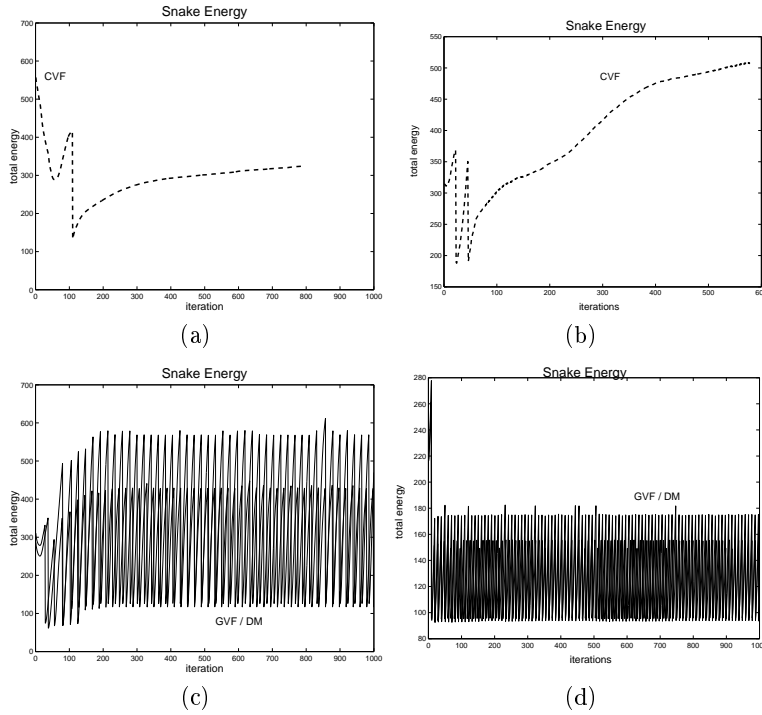 Snake Energy
700
600
500
400
300
200
100
0
total energy
CVF
0 100 200 300 400 500 600 700 800 900 1000
iteration
(a)
Snake Energy
550
500
450
400
350
300
250
200
150
total energy
CVF
0 100 200 300 400 500 60
iterations
(b)
Snake Energy
700
600
500
400
300
200
100
0
total energy
GVF / DM
0 100 200 300 400 500 600 700 800 900 1000
iteration
(c)
Snake Energy
280
260
240
220
200
180
160
140
120
100
80
total energy
GVF / DM
0 100 200 300 400 500 600 700 800 900 100
iterations
(d)